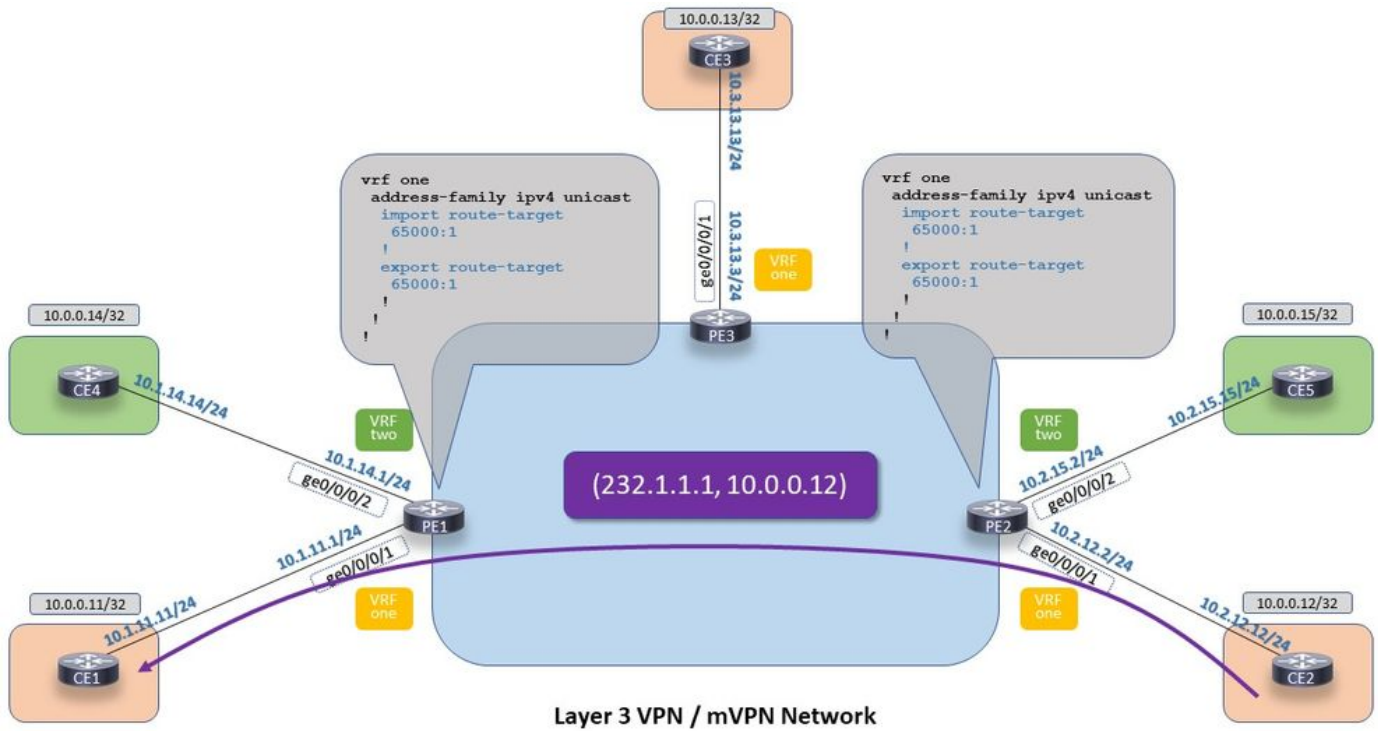 10.0.0.13/32
CE3
10.3.13.13/24
vrf one
address-family ipv4 unicast
import route-target
65000:1
!
export route-target
65000:1
!
!
!
vrf one
address-family ipv4 unicast
import route-target
65000:1
!
export route-target
65000:1
!
!
!
ge0/0/0/1
10.3.13.3/24
VRF
one
PE3
10.0.0.14/32
CE4
10.1.14.14/24
VRF
two
10.1.14.1/24
ge0/0/0/2
PE1
10.0.0.15/32
CE5
10.2.15.15/24
VRF
two
10.2.15.2/24
ge0/0/0/2
PE2
(232.1.1.1, 10.0.0.12)
10.1.11.1/24
ge0/0/0/1
VRF
one
10.0.0.11/32
10.1.11.11/24
CE1
10.2.12.2/24
ge0/0/0/1
VRF
one
10.0.0.12/32
10.2.12.12/24
CE2
Layer 3 VPN / mVPN Network